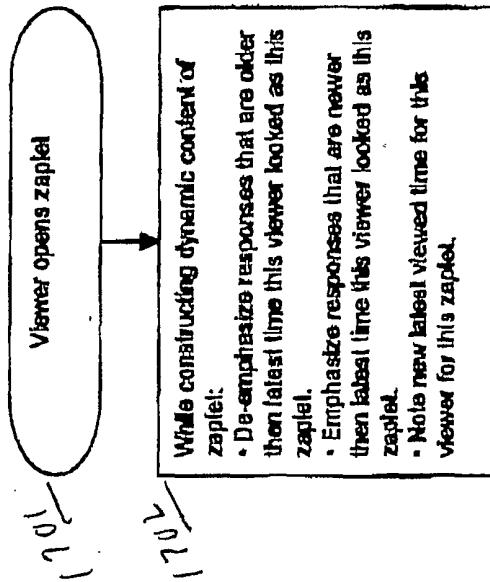 1701
Viewer opens zaplet
1702
While constructing dynamic content of
zaplet:
• De-emphasize responses that are older
then latest time this viewer looked as this
zaplet.
• Emphasize responses that are newer
then latest time this viewer looked as this
zaplet.
• Note new latest viewed time for this
viewer for this zaplet.